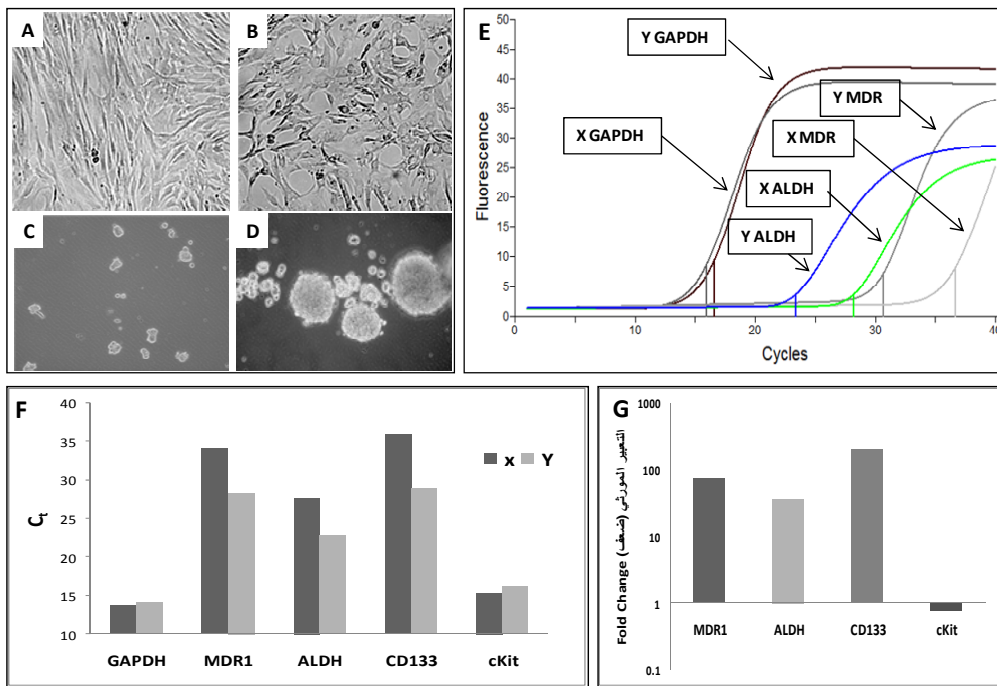 A
B
C
D
E
50
45
40
35
30
25
20
15
10
5
0
Fluorescence
Y GAPDH
X GAPDH
Y MDR
X MDR
X ALDH
Y ALDH
0
10
20
30
40
Cycles
F
40
35
30
25
20
15
10
Ct
x Y
GAPDH
MDR1
ALDH
CD133
cKit
G
1000
100
10
1
0.1
Fold Change (ضعف) التعبير المورثي
MDR1
ALDH
CD133
cKit